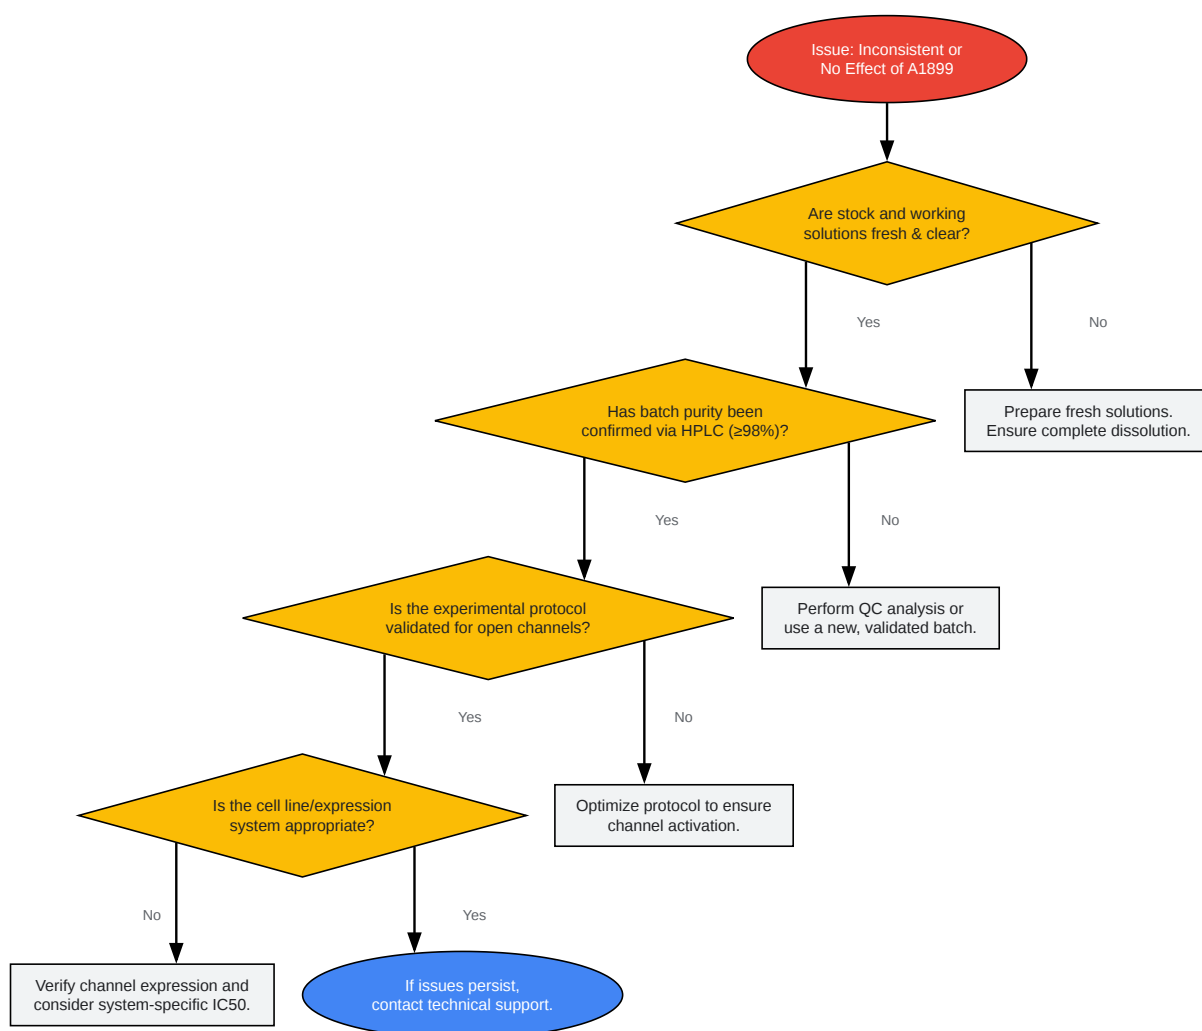 Issue: Inconsistent or
No Effect of A1899
Are stock and working
solutions fresh & clear?
Yes
No
Has batch purity been
confirmed via HPLC (≥98%)?
Prepare fresh solutions.
Ensure complete dissolution.
Yes
No
Is the experimental protocol
validated for open channels?
Perform QC analysis or
use a new, validated batch.
Yes
No
Is the cell line/expression
system appropriate?
Optimize protocol to ensure
channel activation.
No
Yes
Verify channel expression and
consider system-specific IC50.
If issues persist,
contact technical support.